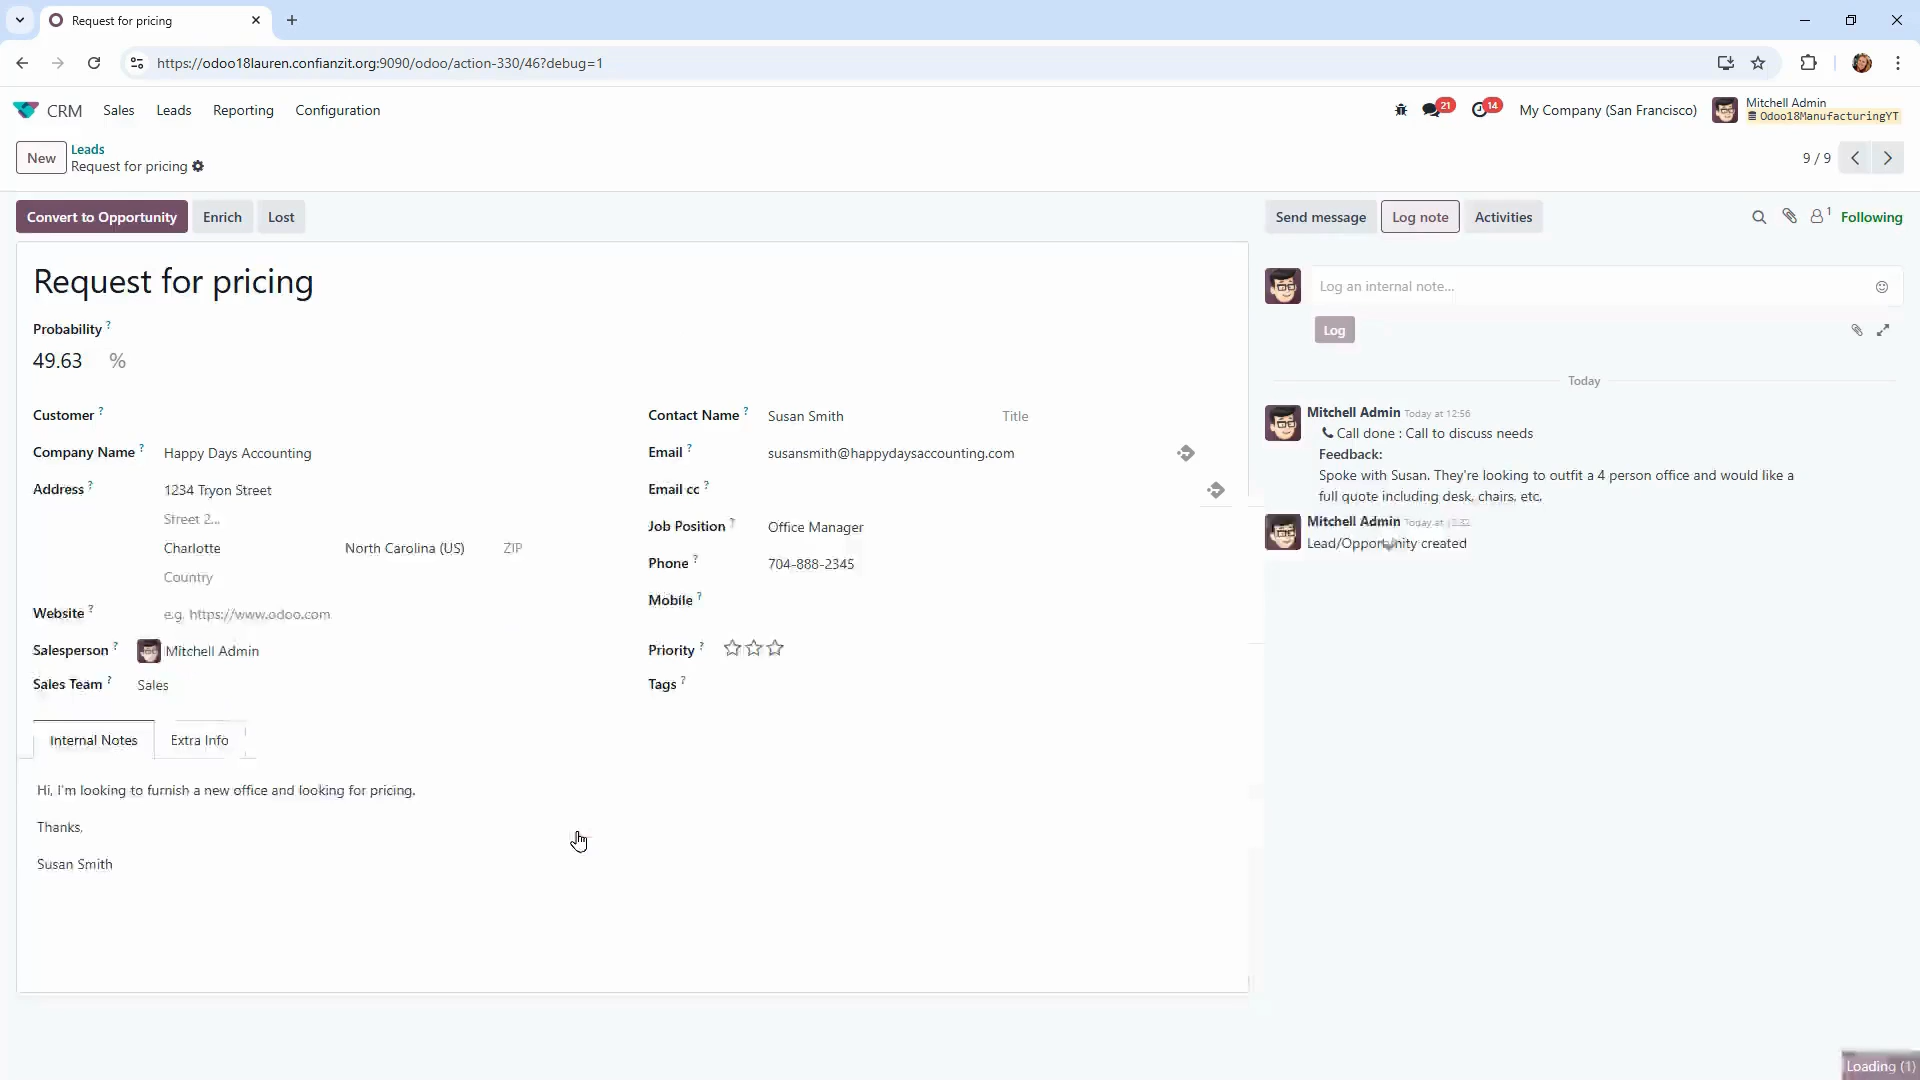 Request for pricing
https://odoo18lauren.confianzit.org:9090/odoo/action-330/46?debug=1
CRM Sales Leads Reporting Configuration
21 14 My Company (San Francisco) Mitchell Admin
Odoo18ManufacturingYT
New Leads
Request for pricing
9 / 9
Convert to Opportunity Enrich Lost
Send message Log note Activities 1 Following
Request for pricing
Probability ?
49.63 %
Customer ?
Company Name ? Happy Days Accounting
Address ? 1234 Tryon Street
Street 2...
Charlotte North Carolina (US) ZIP
Country
Website ? e.g. https://www.odoo.com
Salesperson ? Mitchell Admin
Sales Team ? Sales
Contact Name ? Susan Smith Title
Email ? susansmith@happydaysaccounting.com
Email cc ?
Job Position ? Office Manager
Phone ? 704-888-2345
Mobile ?
Priority ?
Tags ?
Internal Notes Extra Info
Hi, I'm looking to furnish a new office and looking for pricing.
Thanks,
Susan Smith
Log an internal note...
Log
Today
Mitchell Admin Today at 12:56
Call done : Call to discuss needs
Feedback:
Spoke with Susan. They're looking to outfit a 4 person office and would like a
full quote including desk, chairs, etc.
Mitchell Admin Today at
Lead/Opportunity created
Loading (1)